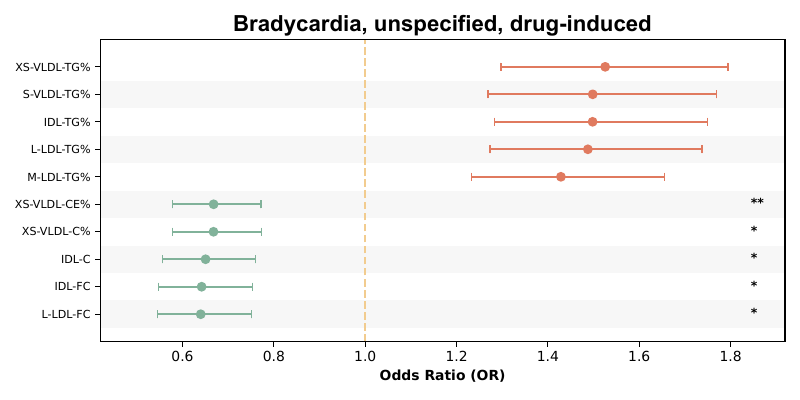 Bradycardia, unspecified, drug-induced
XS-VLDL-TG%
S-VLDL-TG%
IDL-TG%
L-LDL-TG%
M-LDL-TG%
XS-VLDL-CE% **
XS-VLDL-C% *
IDL-C *
IDL-FC *
L-LDL-FC *
0.6 0.8 1.0 1.2 1.4 1.6 1.8
Odds Ratio (OR)